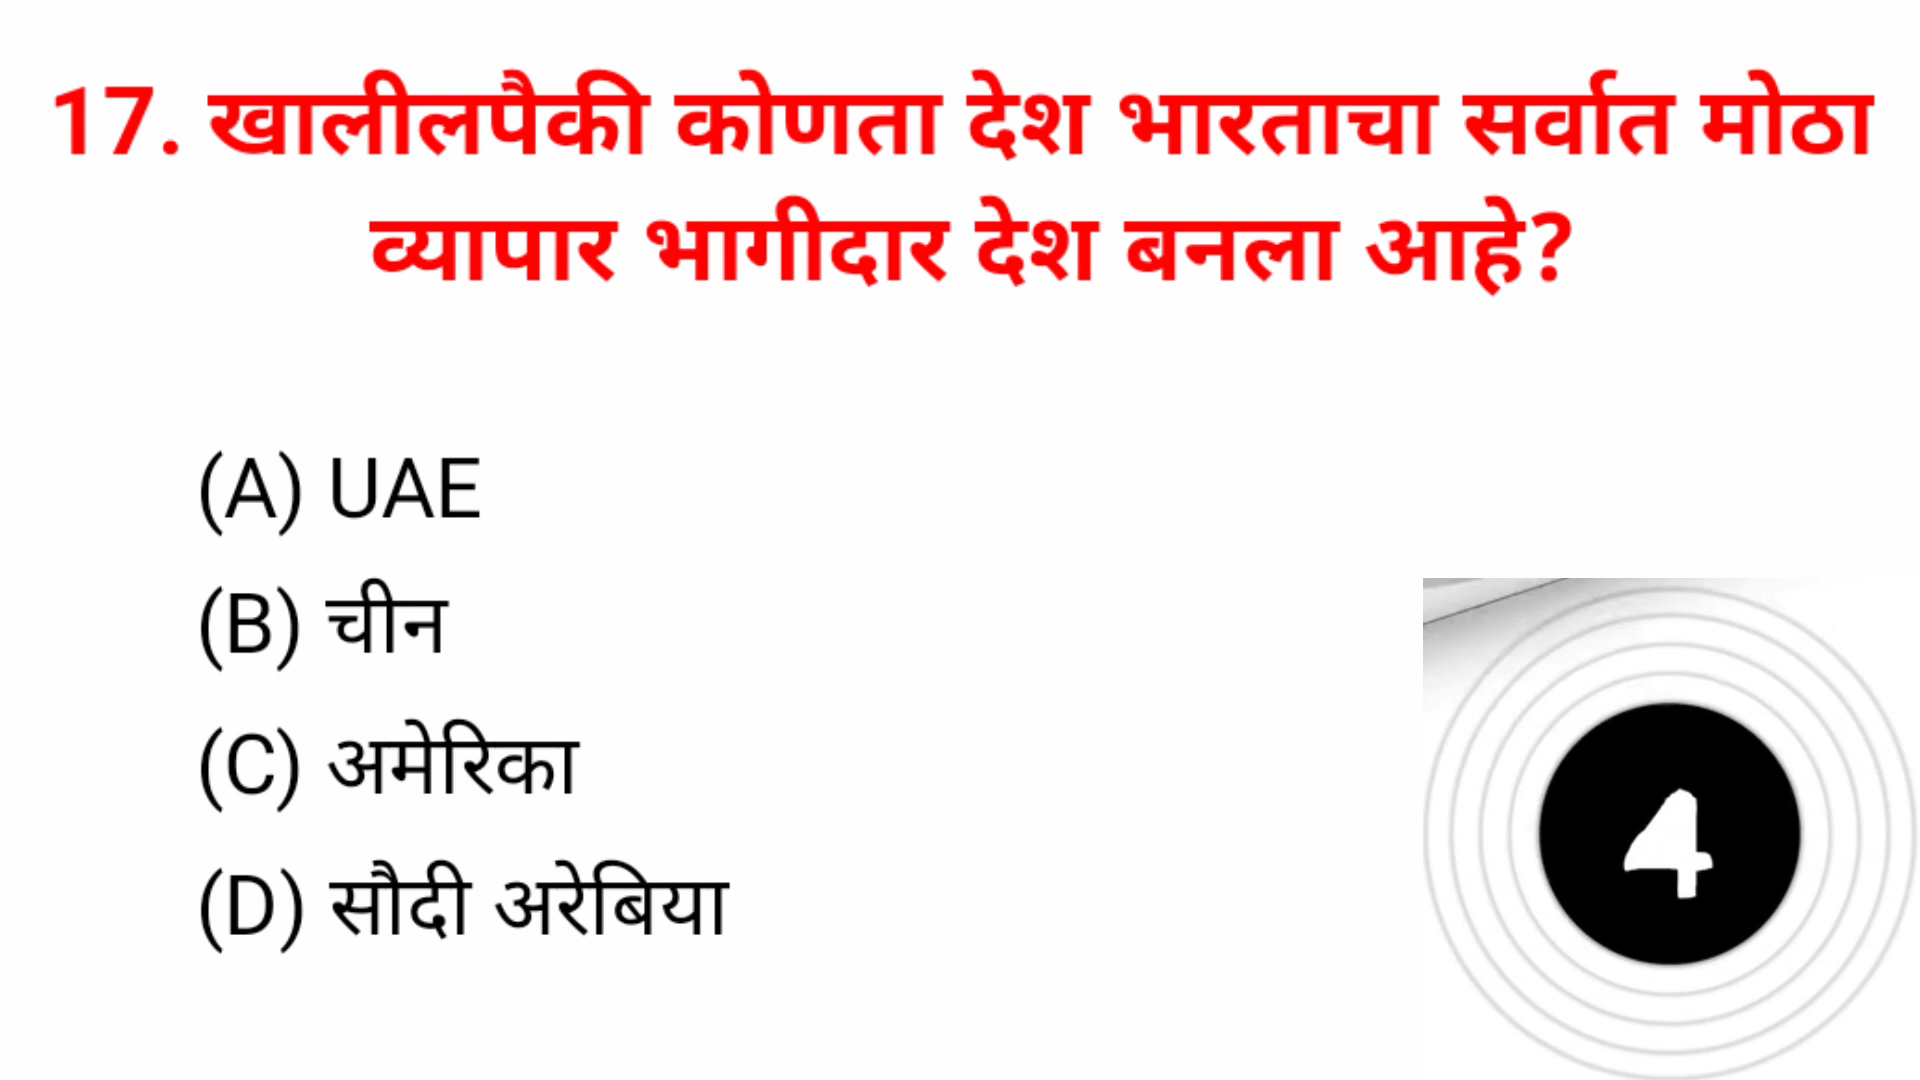 17. खालीलपैकी कोणता देश भारताचा सर्वात मोठा
व्यापार भागीदार देश बनला आहे?
(A) UAE
(B) चीन
(C) अमेरिका
(D) सौदी अरेबिया
4